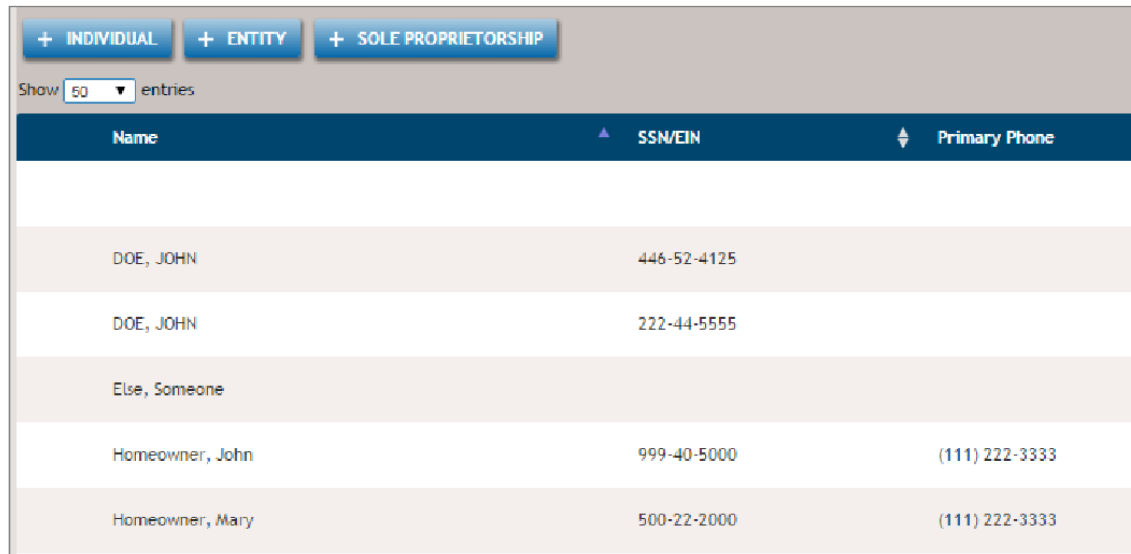 + INDIVIDUAL + ENTITY + SOLE PROPRIETORSHIP
Show 50 entries
Name SSN/EIN Primary Phone
DOE, JOHN 446-52-4125
DOE, JOHN 222-44-5555
Else, Someone
Homeowner, John 999-40-5000 (111) 222-3333
Homeowner, Mary 500-22-2000 (111) 222-3333